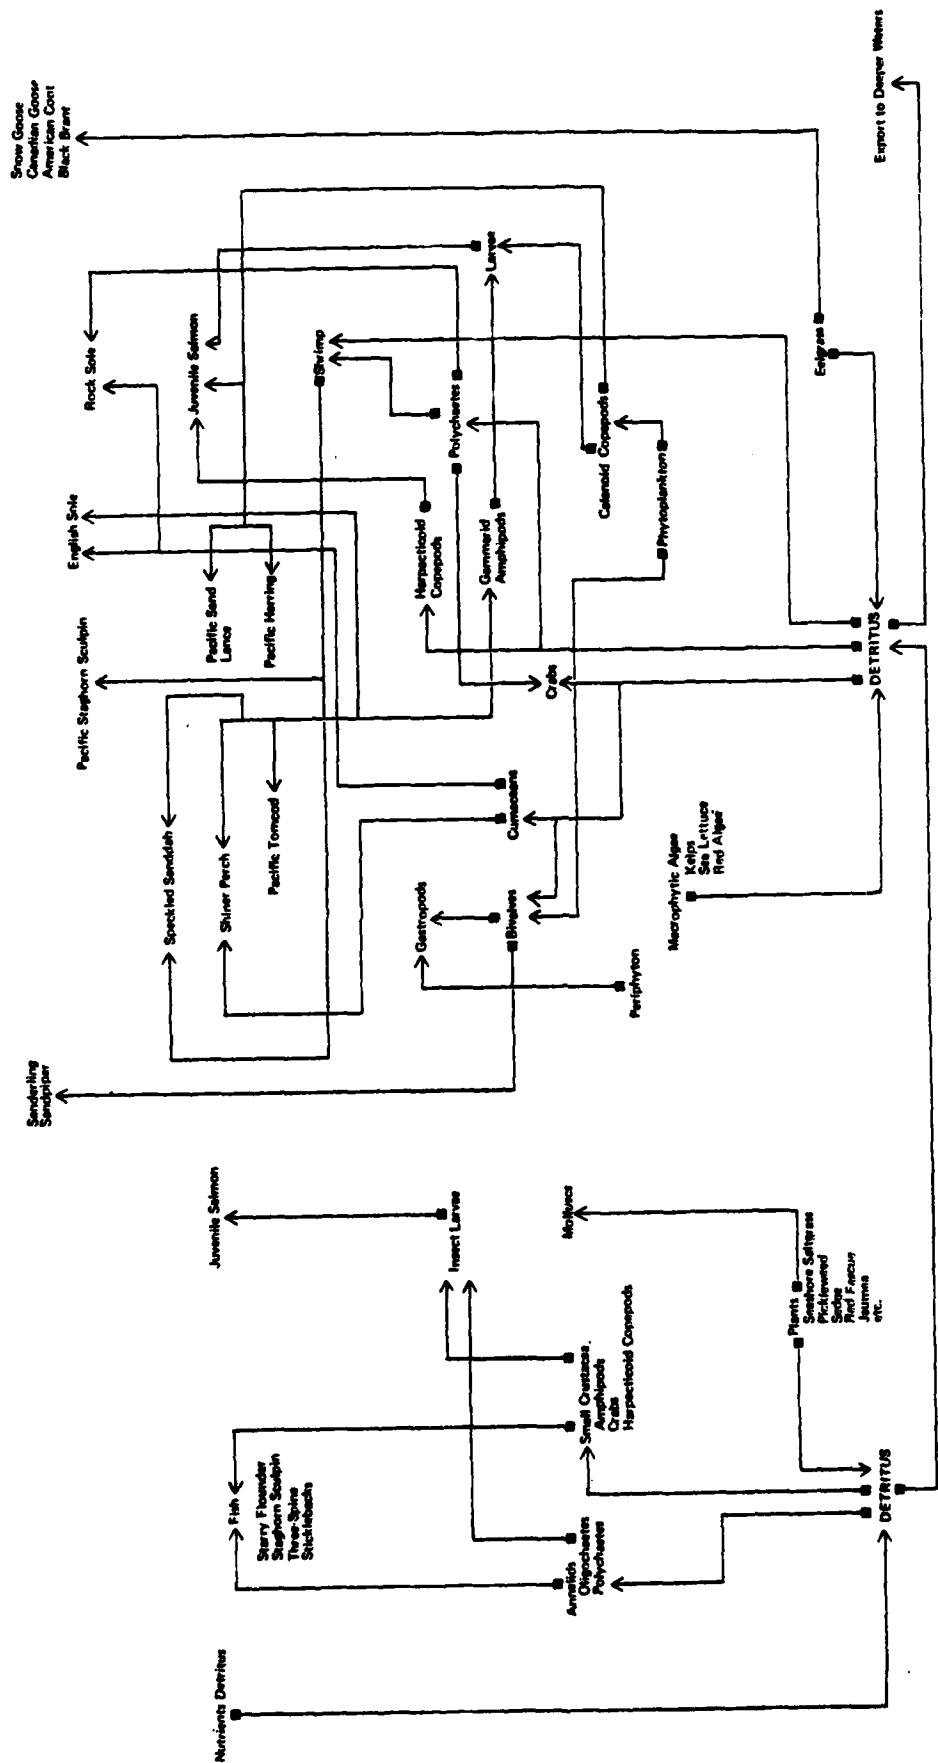 Snow Goose
Canadian Goose
American Coot
Black Brant
Sanderling
Sandpiper
Pacific Staghorn Sculpin
English Sole
Rock Sole
Speckled Sanddab
Shiner Perch
Pacific Tomcod
Pacific Sand
Lance
Pacific Herring
Juvenile Salmon
Shrimp
Gastropods
Bivalves
Cumaceans
Crabs
Harpacticoid
Copepods
Gammarid
Amphipods
Polychaetes
Larvae
Calanoid Copepods
Phytoplankton
Periphyton
Macrophytic Algae
Kelps
Sea Lettuce
Red Algae
Eelgrass
DETRITUS
Export to Deeper Waters
Nutrients Detritus
Fish
Starry Flounder
Staghorn Sculpin
Three-Spine
Sticklebacks
Juvenile Salmon
Insect Larvae
Annelids
Oligochaetes
Polychaetes
Small Crustacea
Amphipods
Crabs
Harpacticoid Copepods
Molluscs
Plants
Seashore Saltgrass
Pickleweed
Sedge
Red Fescue
Jaumea
etc.
DETRITUS